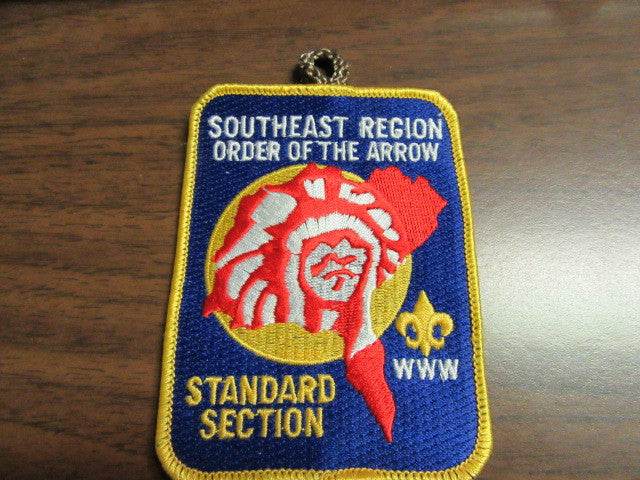 SOUTHEAST REGION
ORDER OF THE ARROW
WWW
STANDARD
SECTION